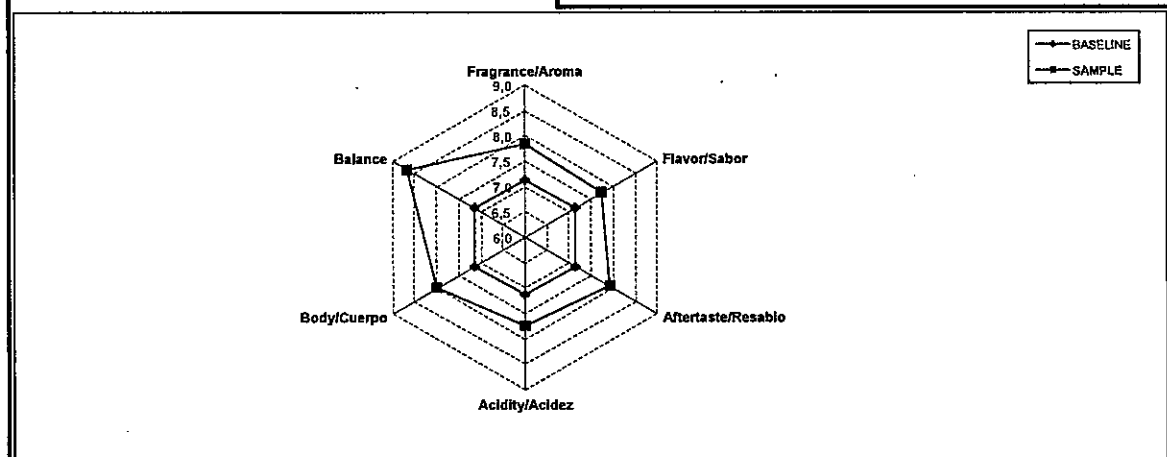 BASELINE
SAMPLE
Fragrance/Aroma
9,0
8,5
8,0
7,5
7,0
6,5
6,0
Balance
Flavor/Sabor
Body/Cuerpo
Aftertaste/Resabio
Acidity/Acidez